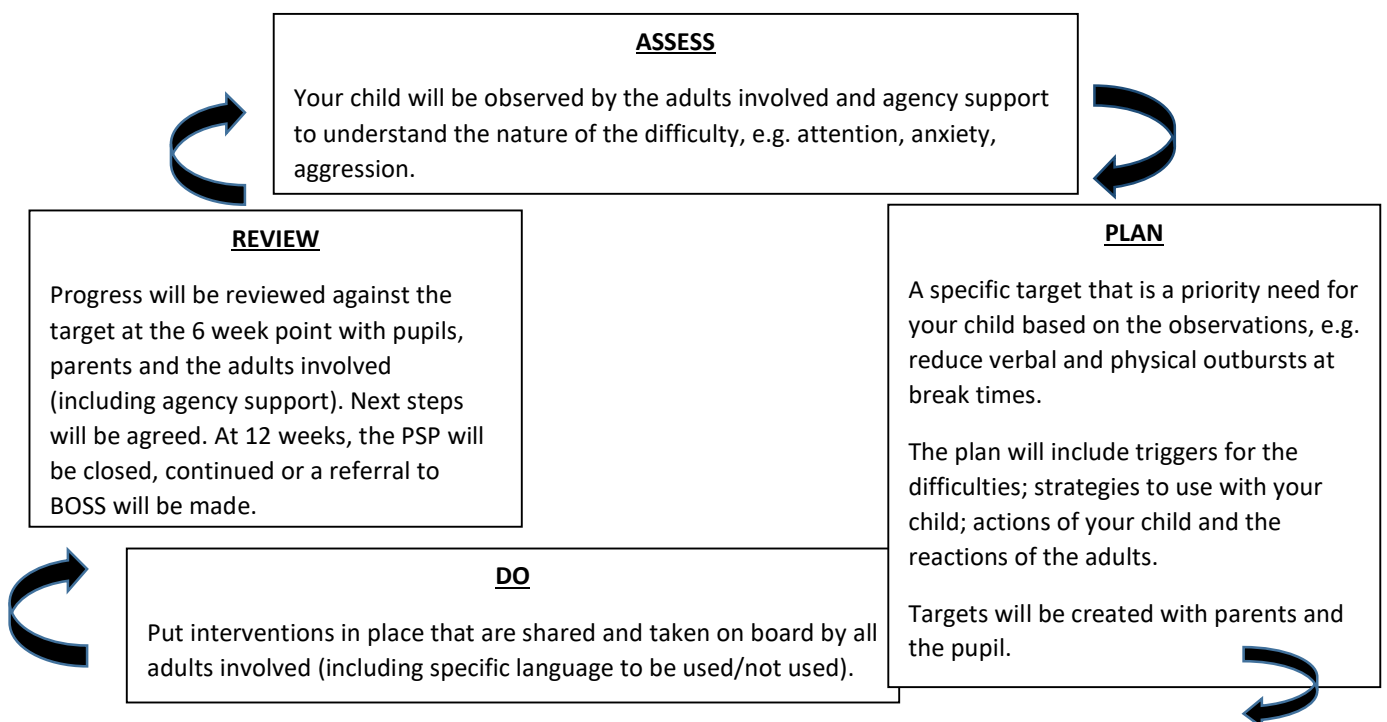 ASSESS
Your child will be observed by the adults involved and agency support
to understand the nature of the difficulty, e.g. attention, anxiety,
aggression.
PLAN
A specific target that is a priority need for
your child based on the observations, e.g.
reduce verbal and physical outbursts at
break times.
The plan will include triggers for the
difficulties; strategies to use with your
child; actions of your child and the
reactions of the adults.
Targets will be created with parents and
the pupil.
DO
Put interventions in place that are shared and taken on board by all
adults involved (including specific language to be used/not used).
REVIEW
Progress will be reviewed against the
target at the 6 week point with pupils,
parents and the adults involved
(including agency support). Next steps
will be agreed. At 12 weeks, the PSP will
be closed, continued or a referral to
BOSS will be made.